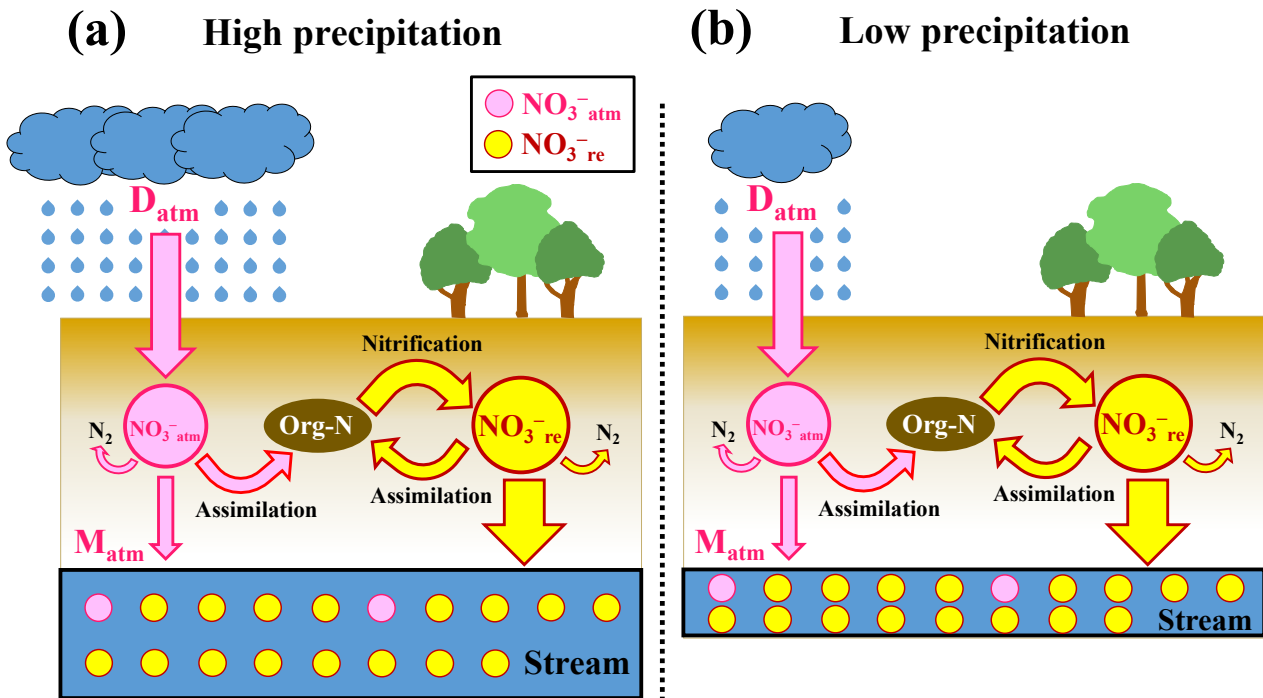 (a) High precipitation
NO₃⁻atm
NO₃⁻re
Datm
Nitrification
N₂
NO₃⁻atm
Org-N
NO₃⁻re
N₂
Assimilation
Assimilation
Matm
Stream
(b) Low precipitation
Datm
Nitrification
N₂
NO₃⁻atm
Org-N
NO₃⁻re
N₂
Assimilation
Assimilation
Matm
Stream